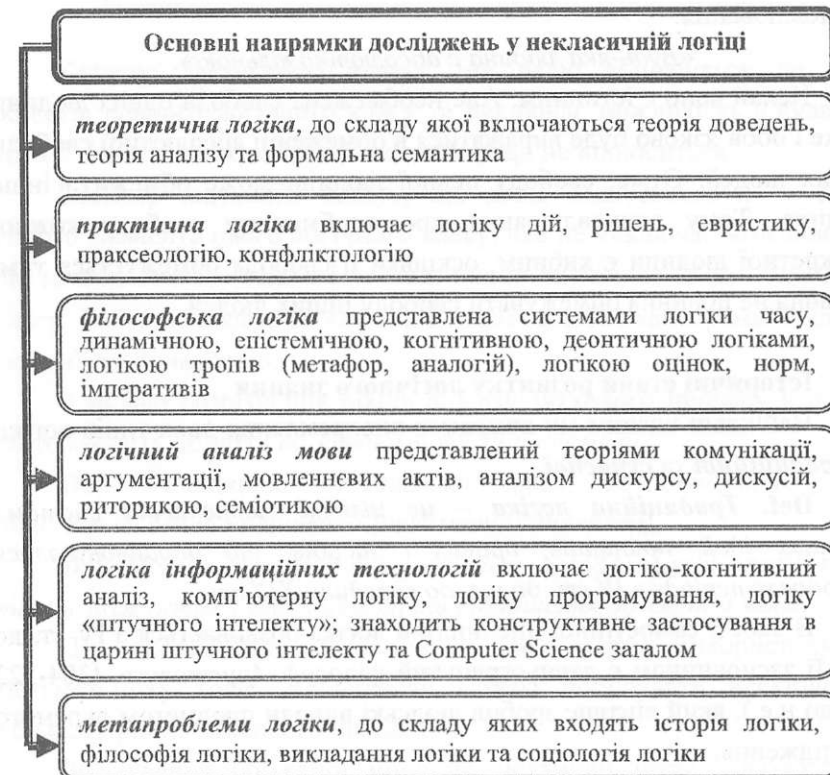 Основні напрямки досліджень у некласичній логіці
теоретична логіка, до складу якої включаються теорія доведень,
теорія аналізу та формальна семантика
практична логіка включає логіку дій, рішень, евристику,
праксеологію, конфліктологію
філософська логіка представлена системами логіки часу,
динамічною, епістемічною, когнітивною, деонтичною логіками,
логікою тропів (метафор, аналогій), логікою оцінок, норм,
імперативів
логічний аналіз мови представлений теоріями комунікації,
аргументації, мовленнєвих актів, аналізом дискурсу, дискусій,
риторикою, семіотикою
логіка інформаційних технологій включає логіко-когнітивний
аналіз, комп’ютерну логіку, логіку програмування, логіку
«штучного інтелекту»; знаходить конструктивне застосування в
царині штучного інтелекту та Computer Science загалом
метапроблеми логіки, до складу яких входять історія логіки,
філософія логіки, викладання логіки та соціологія логіки